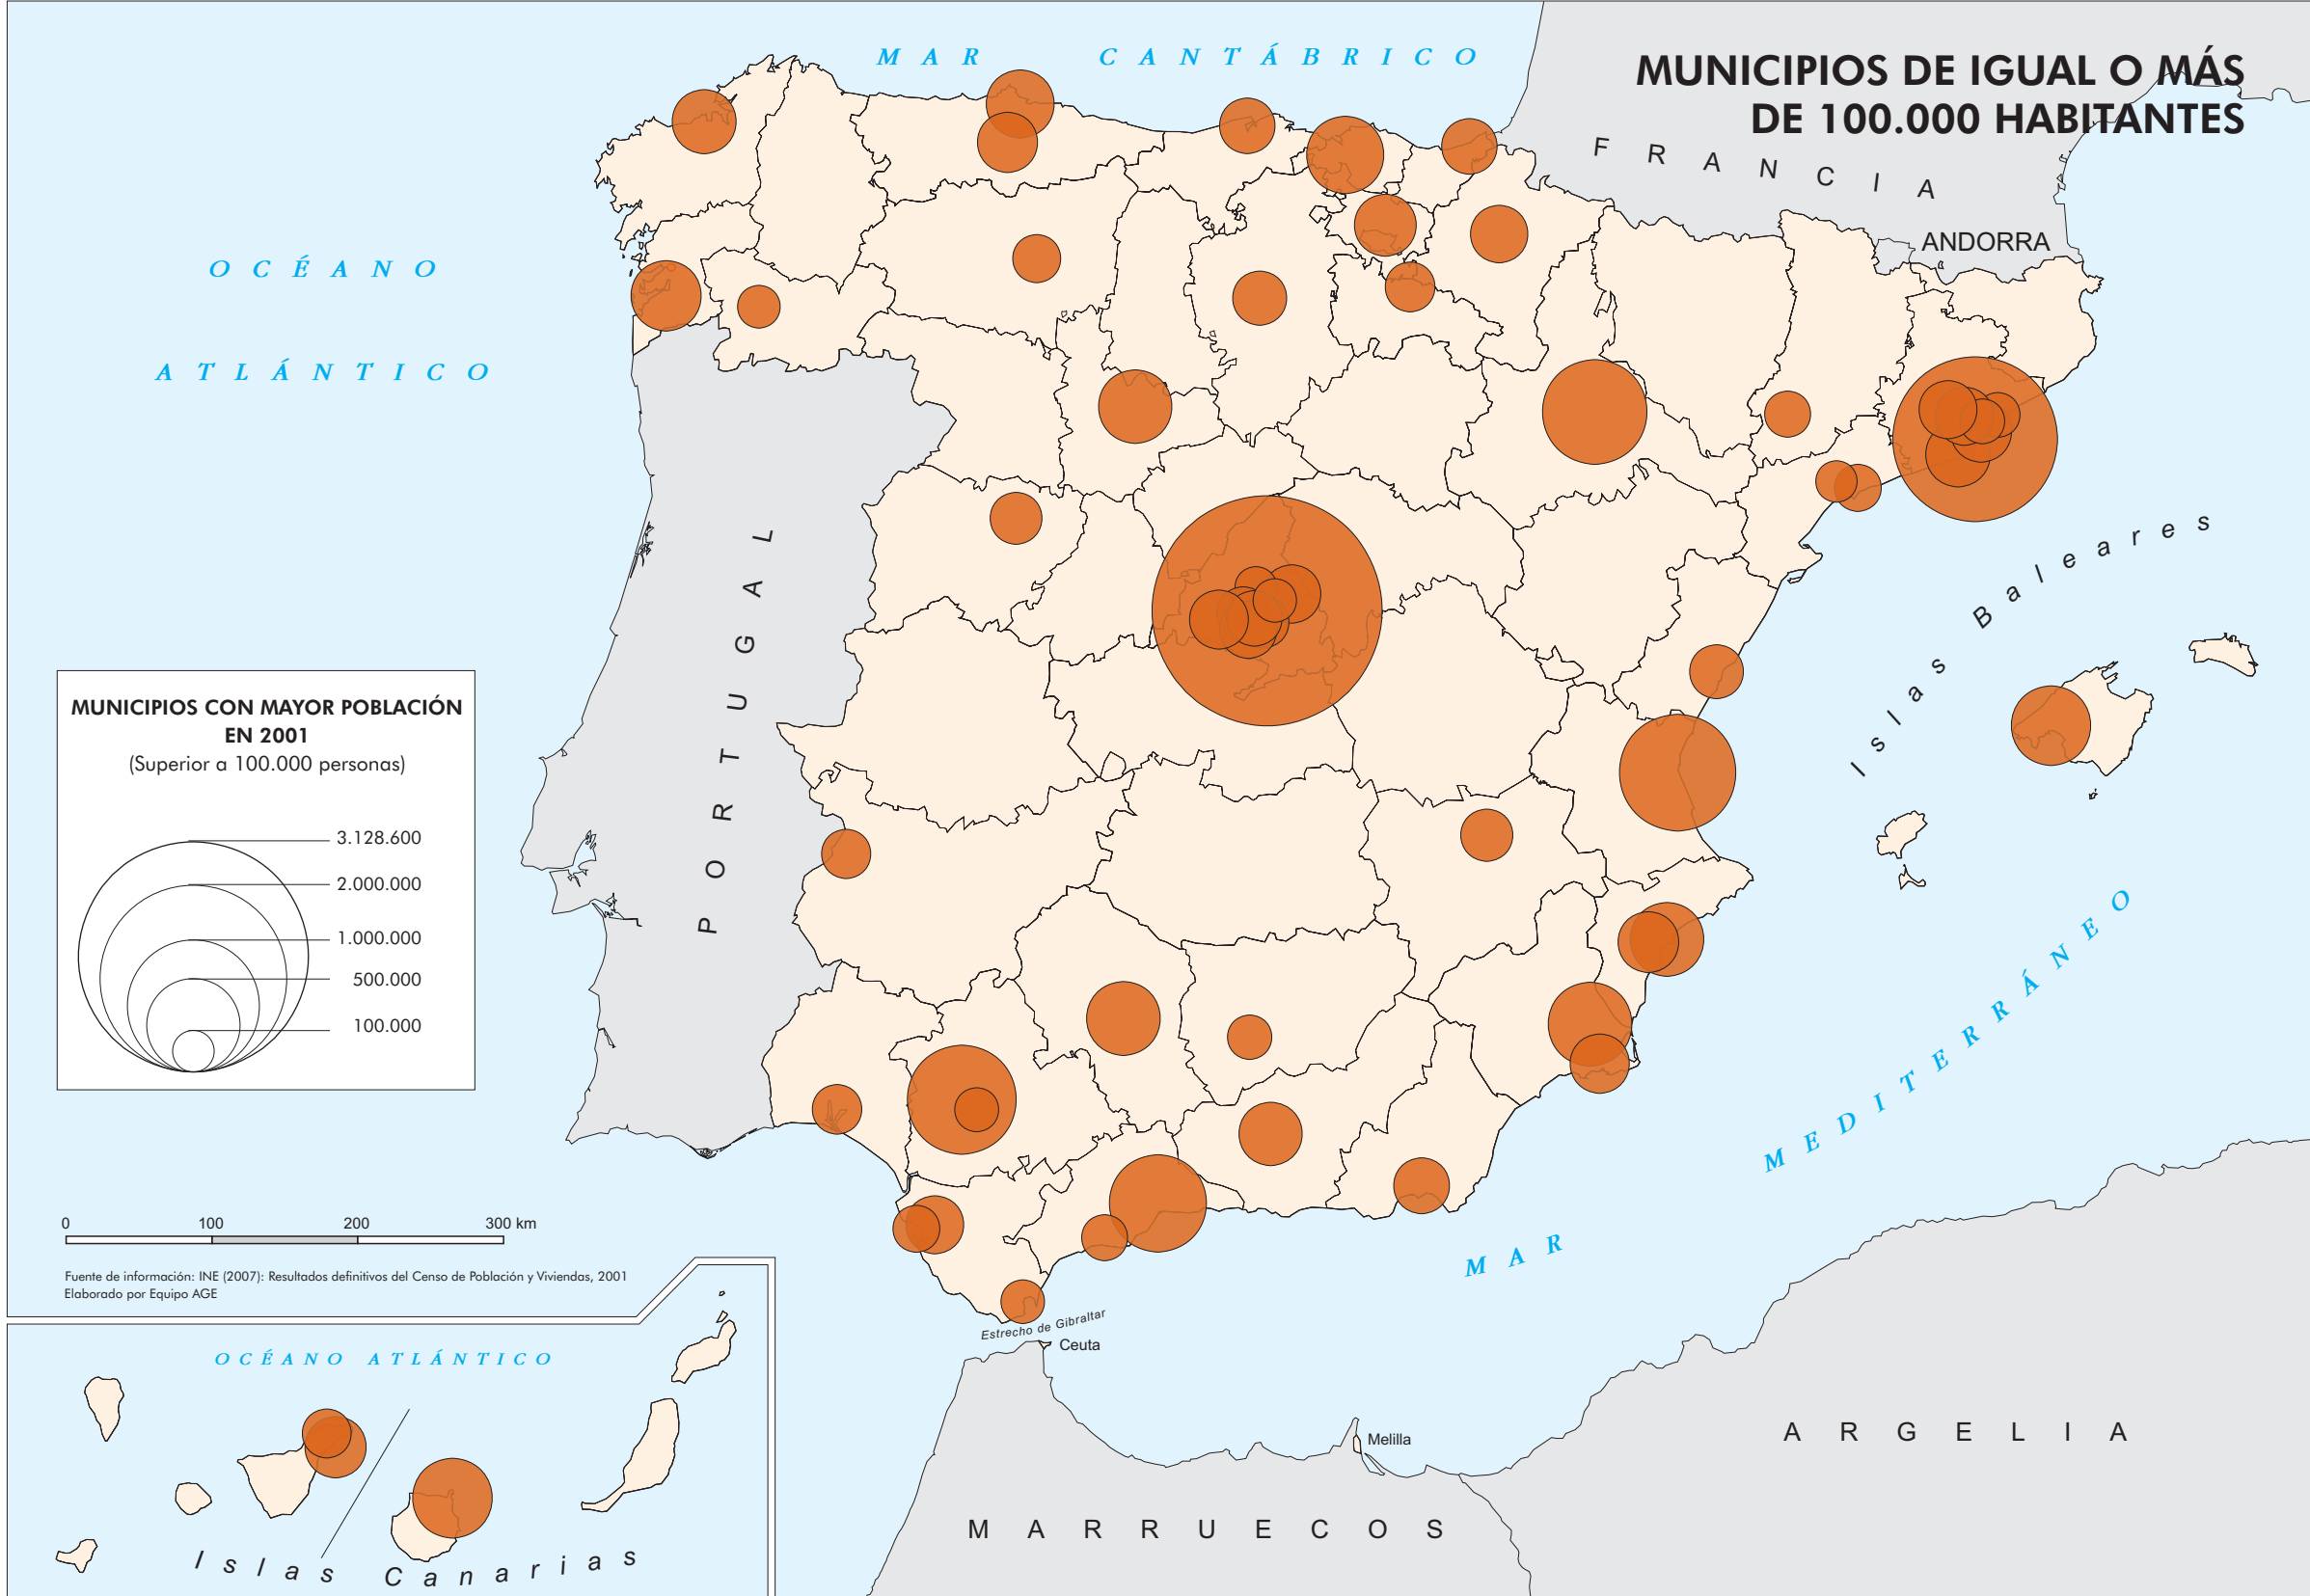 MAR CANTÁBRICO
MUNICIPIOS DE IGUAL O MÁS
DE 100.000 HABITANTES
FRANCIA
ANDORRA
OCÉANO
ATLÁNTICO
PORTUGAL
Islas Baleares
MUNICIPIOS CON MAYOR POBLACIÓN
EN 2001
(Superior a 100.000 personas)
3.128.600
2.000.000
1.000.000
500.000
100.000
MAR MEDITERRÁNEO
0 100 200 300 km
Fuente de información: INE (2007): Resultados definitivos del Censo de Población y Viviendas, 2001
Elaborado por Equipo AGE
Estrecho de Gibraltar
Ceuta
OCÉANO ATLÁNTICO
Melilla
ARGELIA
MARRUECOS
Islas Canarias